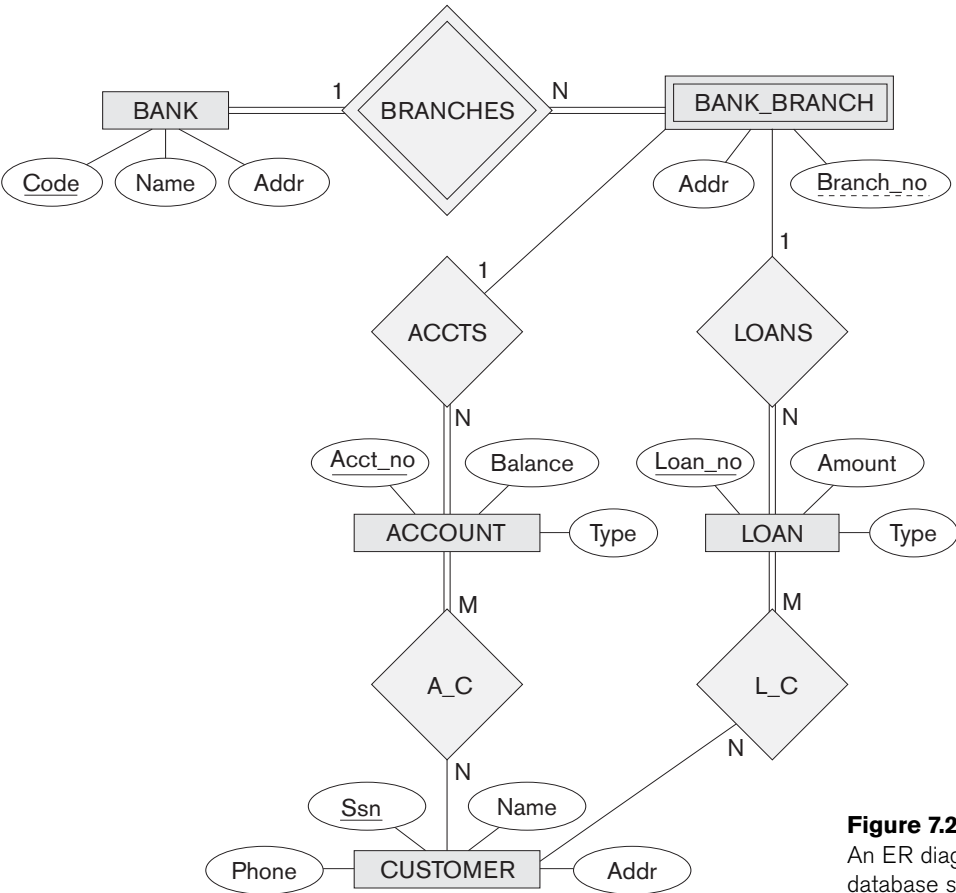 1
N
BANK
BRANCHES
BANK_BRANCH
Code
Name
Addr
Addr
Branch_no
1
1
ACCTS
LOANS
N
N
Acct_no
Balance
Loan_no
Amount
ACCOUNT
Type
LOAN
Type
M
M
A_C
L_C
N
N
Ssn
Name
Phone
CUSTOMER
Addr
Figure 7.2
An ER diag
database s